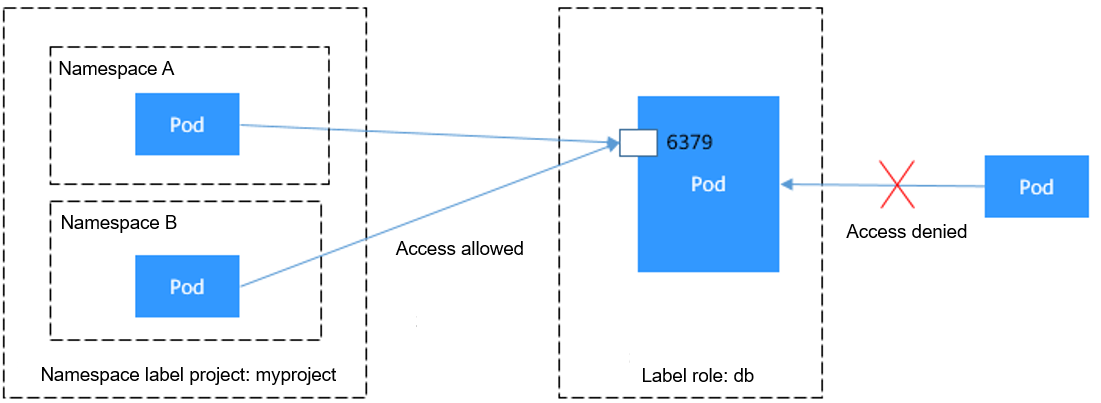 Namespace A
Pod
Namespace B
Pod
Namespace label project: myproject
Access allowed
6379
Pod
Label role: db
Access denied
Pod